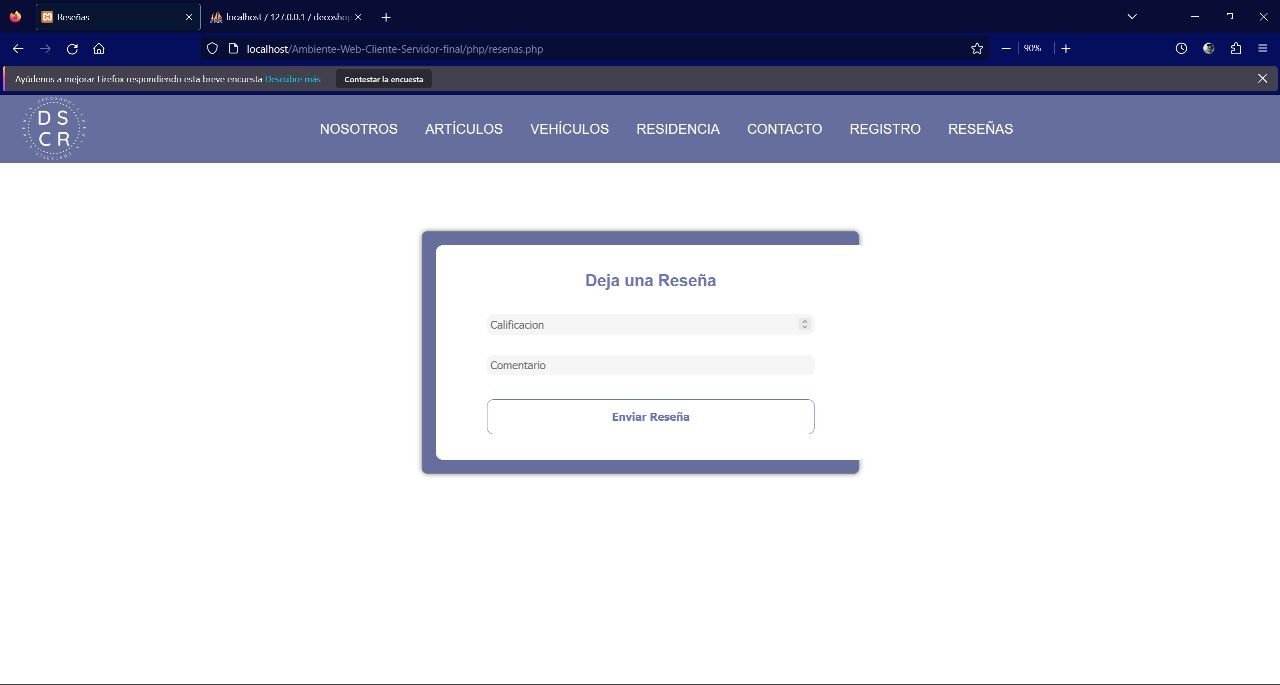 Reseñas
localhost / 127.0.0.1 / decoshop
localhost/Ambiente-Web-Cliente-Servidor-final/php/resenas.php
90%
Ayúdenos a mejorar Firefox respondiendo esta breve encuesta Descubre más
Contestar la encuesta
DS
CR
NOSOTROS ARTÍCULOS VEHÍCULOS RESIDENCIA CONTACTO REGISTRO RESEÑAS
Deja una Reseña
Calificacion
Comentario
Enviar Reseña